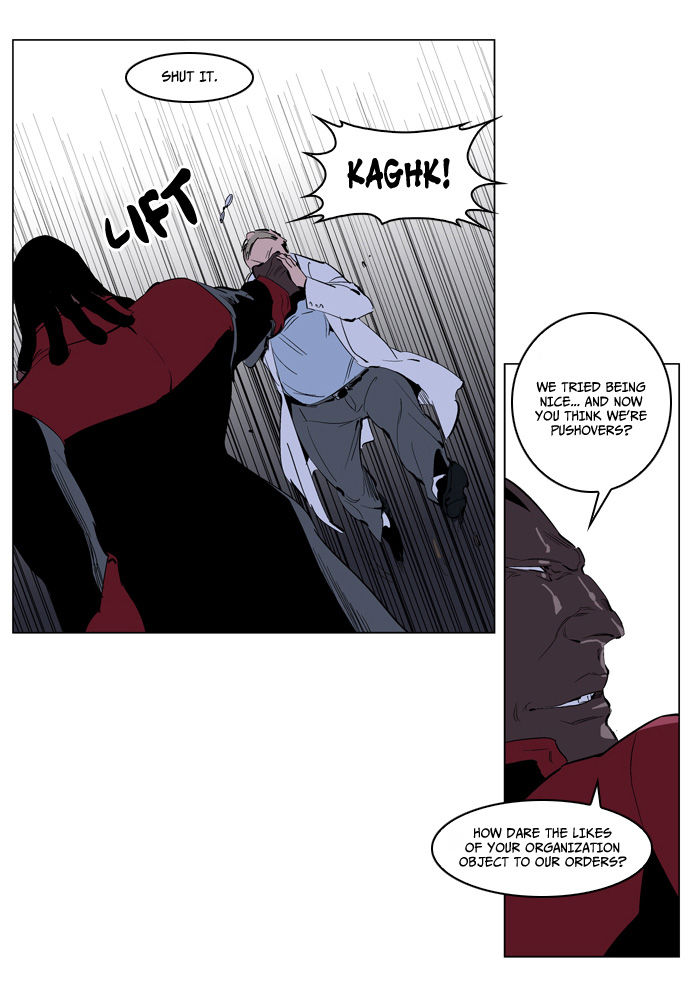 SHUT IT.
KAGHK!
LIFT
WE TRIED BEING
NICE... AND NOW
YOU THINK WE'RE
PUSHOVERS?
HOW DARE THE LIKES
OF YOUR ORGANIZATION
OBJECT TO OUR ORDERS?